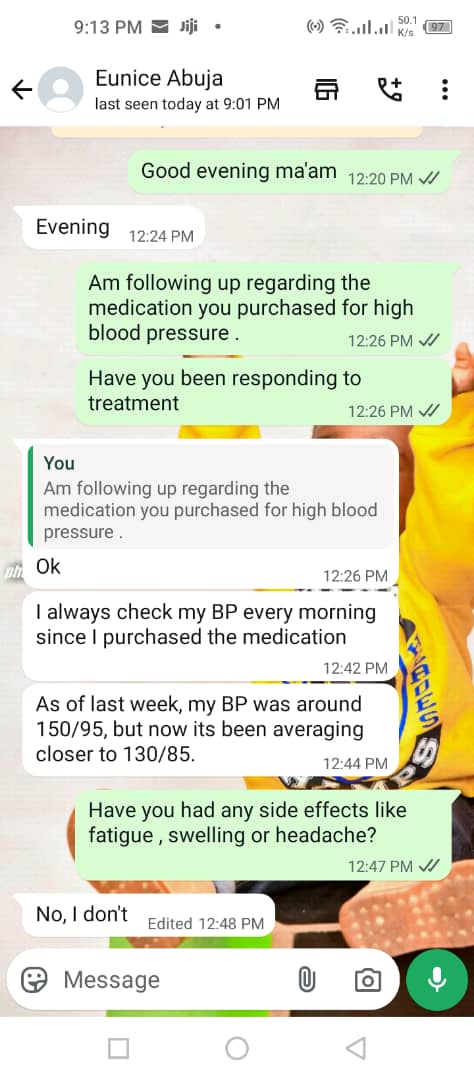 9:13 PM Jiji • 50.1 K/s 97
Eunice Abuja
last seen today at 9:01 PM
Good evening ma'am 12:20 PM
Evening 12:24 PM
Am following up regarding the
medication you purchased for high
blood pressure . 12:26 PM
Have you been responding to
treatment 12:26 PM
You
Am following up regarding the
medication you purchased for high blood
pressure .
Ok 12:26 PM
I always check my BP every morning
since I purchased the medication
12:42 PM
As of last week, my BP was around
150/95, but now its been averaging
closer to 130/85. 12:44 PM
Have you had any side effects like
fatigue , swelling or headache?
12:47 PM
No, I don't Edited 12:48 PM
Message